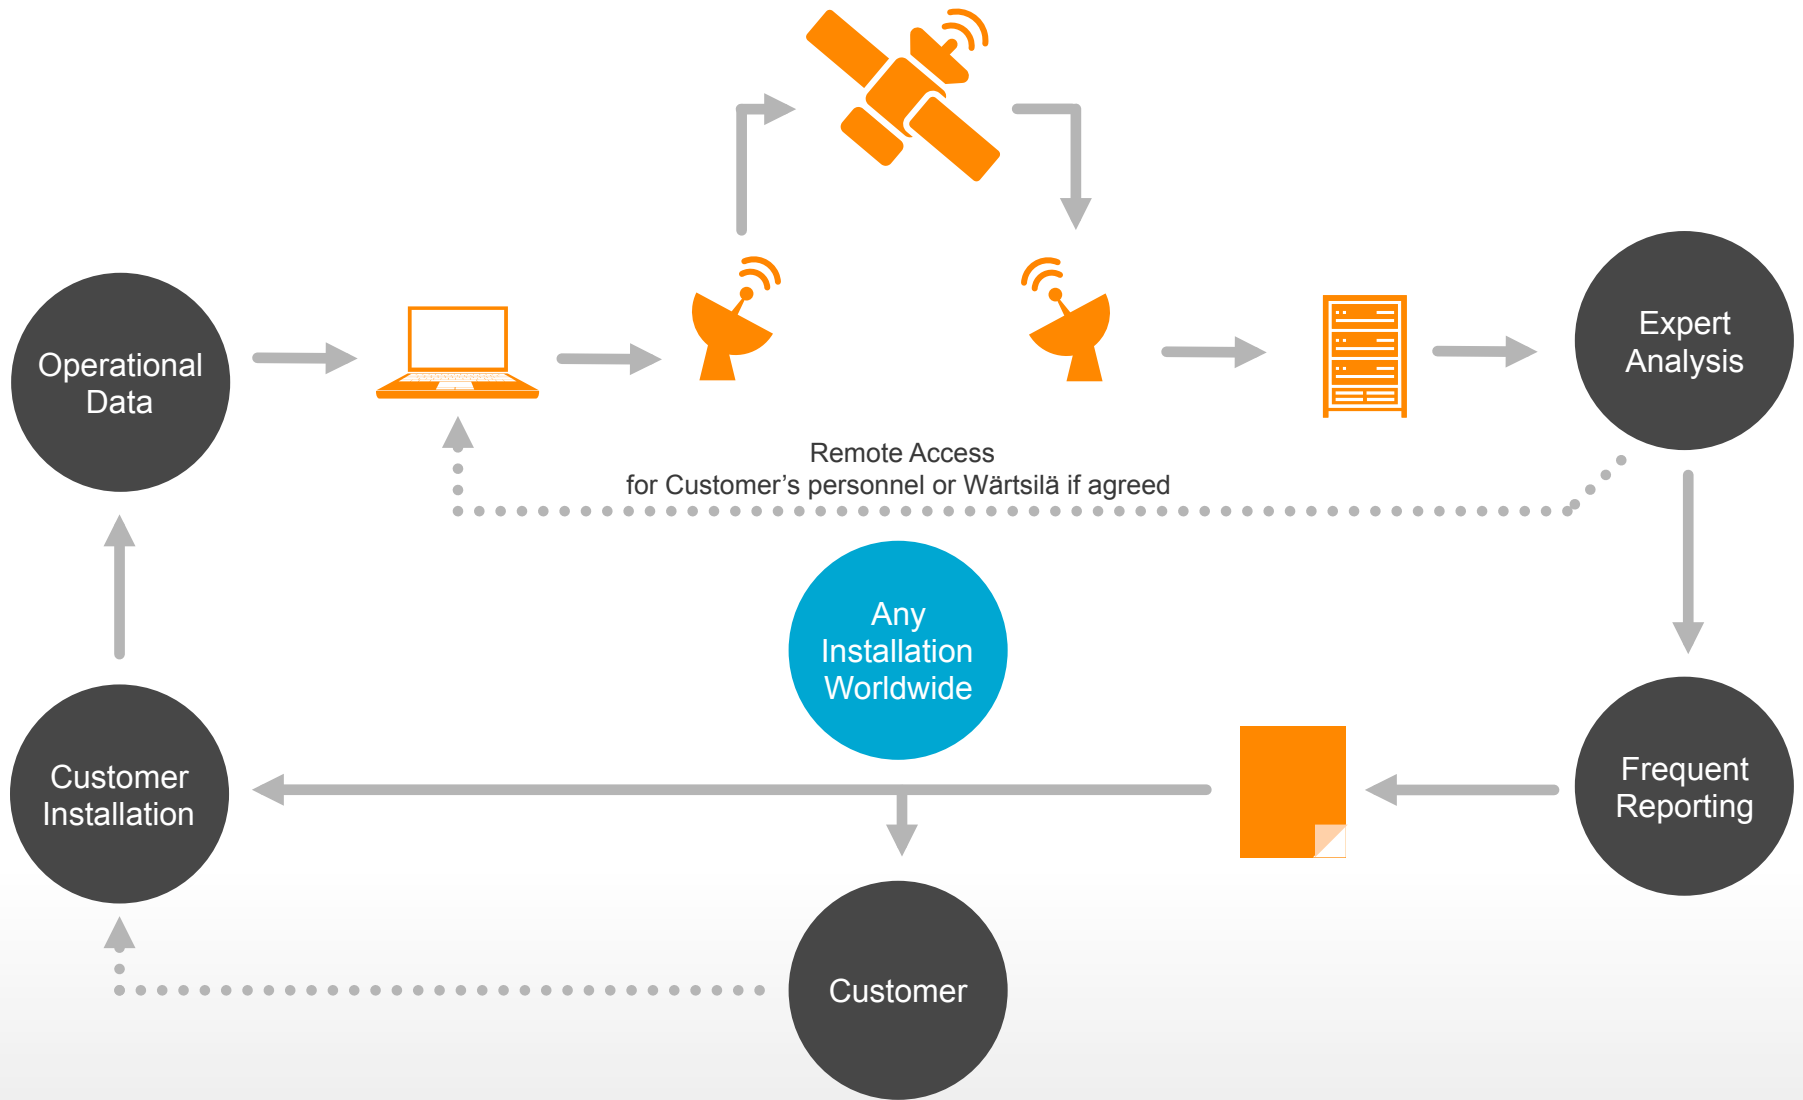 Operational
Data
Expert
Analysis
Remote Access
for Customer’s personnel or Wärtsilä if agreed
Any
Installation
Worldwide
Customer
Installation
Frequent
Reporting
Customer